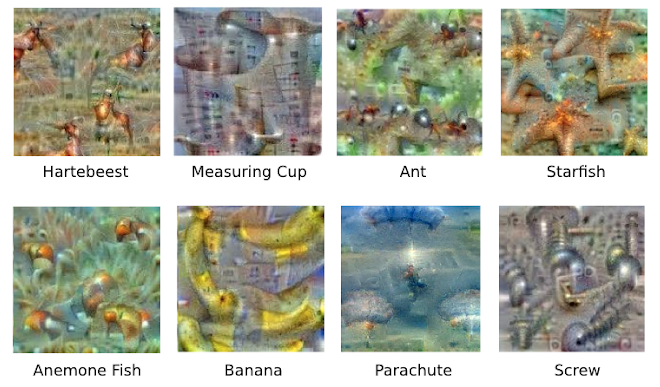 Hartebeest
Measuring Cup
Ant
Starfish
Anemone Fish
Banana
Parachute
Screw